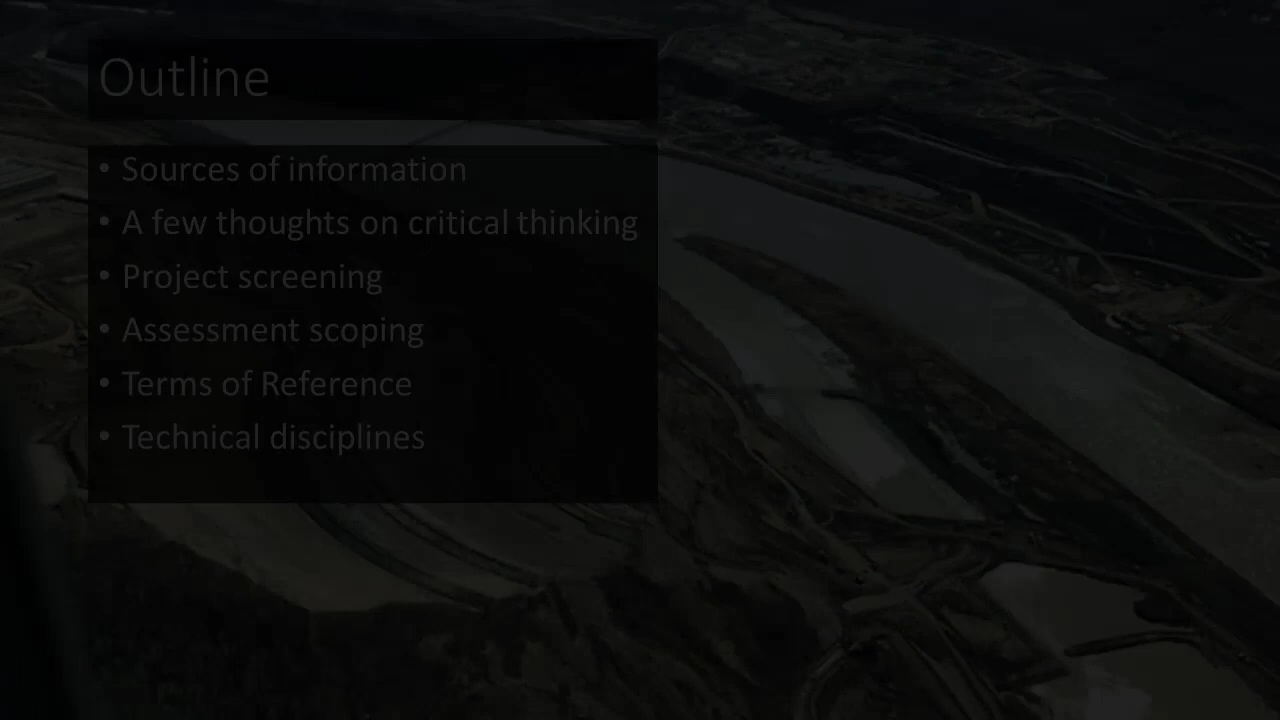 Outline
• Sources of information
• A few thoughts on critical thinking
• Project screening
• Assessment scoping
• Terms of Reference
• Technical disciplines